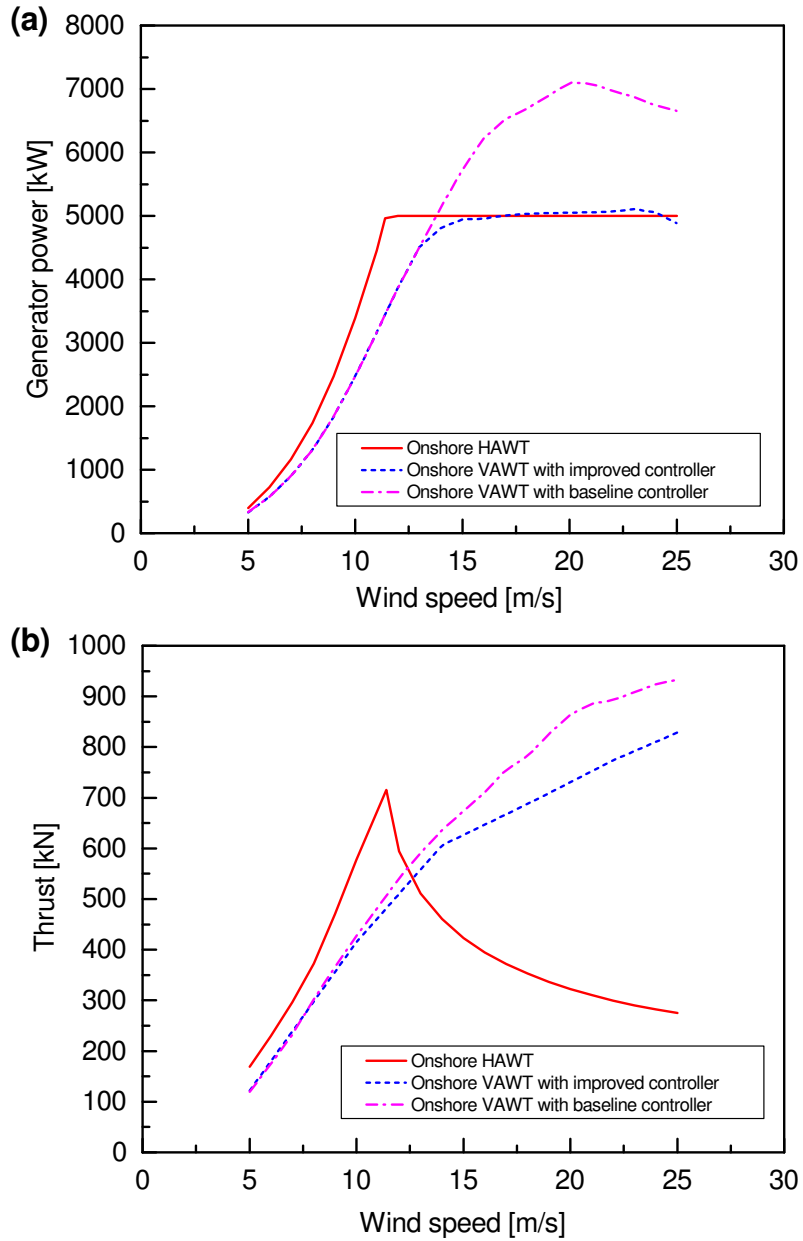 (a)
8000
7000
6000
5000
4000
3000
2000
1000
0
Generator power [kW]
Onshore HAWT
Onshore VAWT with improved controller
Onshore VAWT with baseline controller
0 5 10 15 20 25 30
Wind speed [m/s]
(b)
1000
900
800
700
600
500
400
300
200
100
0
Thrust [kN]
Onshore HAWT
Onshore VAWT with improved controller
Onshore VAWT with baseline controller
0 5 10 15 20 25 30
Wind speed [m/s]